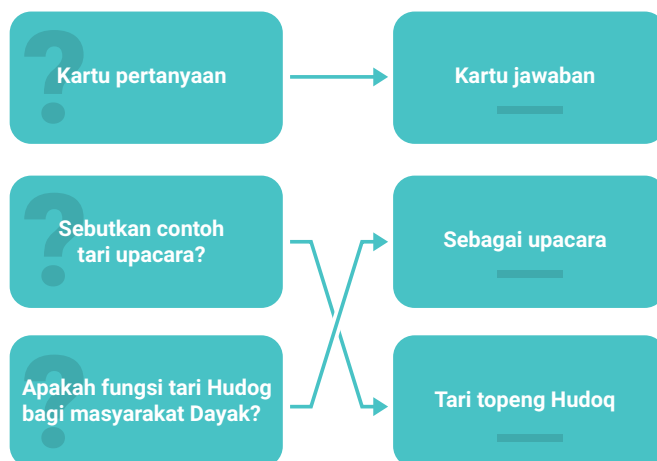 ?
Kartu pertanyaan
Kartu jawaban
?
Sebutkan contoh
tari upacara?
Sebagai upacara
?
Apakah fungsi tari Hudog
bagi masyarakat Dayak?
Tari topeng Hudoq